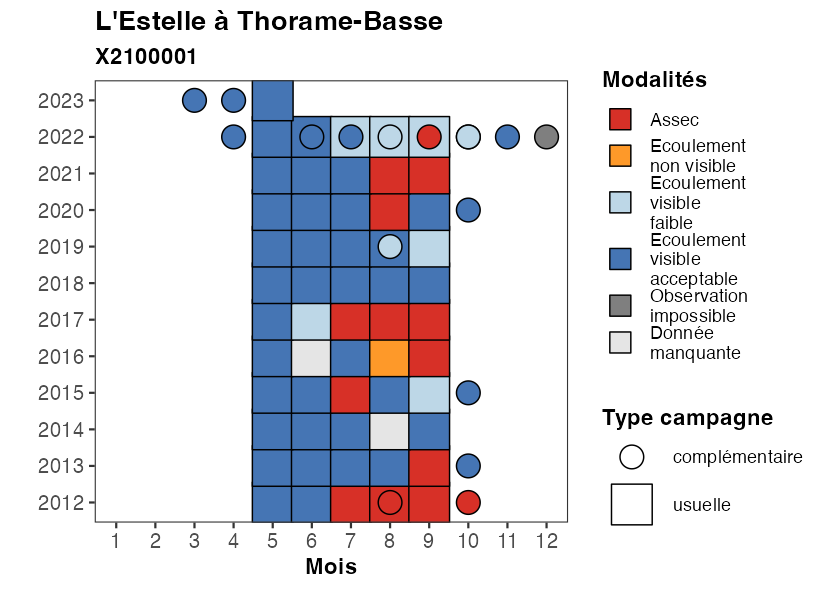 L'Estelle à Thorame-Basse
X2100001
2023
2022
2021
2020
2019
2018
2017
2016
2015
2014
2013
2012
1 2 3 4 5 6 7 8 9 10 11 12
Mois
Modalités
Assec
Ecoulement
non visible
Ecoulement
visible
faible
Ecoulement
visible
acceptable
Observation
impossible
Donnée
manquante
Type campagne
complémentaire
usuelle